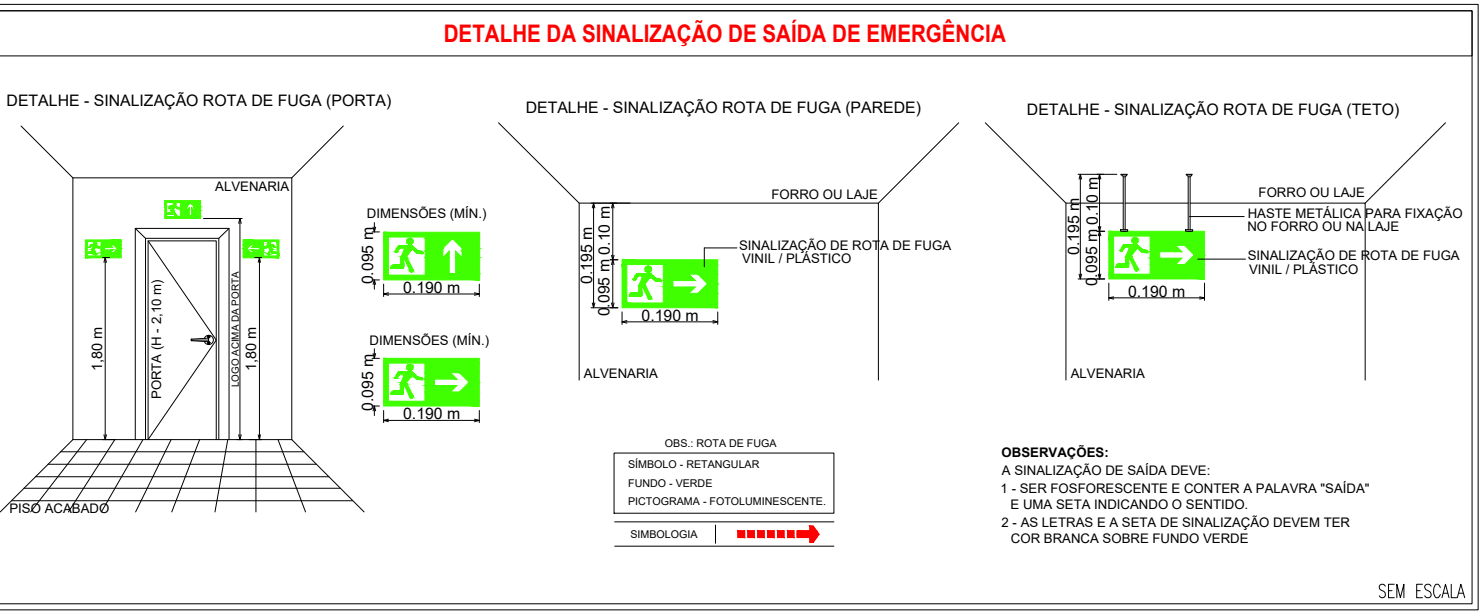 DETALHE DA SINALIZAÇÃO DE SAÍDA DE EMERGÊNCIA
DETALHE - SINALIZAÇÃO ROTA DE FUGA (PORTA)
ALVENARIA
1,80 m
PORTA (H - 2,10 m)
LOGO ACIMA DA PORTA
1,80 m
PISO ACABADO
DIMENSÕES (MÍN.)
0.095 m
0.190 m
DIMENSÕES (MÍN.)
0.095 m
0.190 m
DETALHE - SINALIZAÇÃO ROTA DE FUGA (PAREDE)
FORRO OU LAJE
0.195 m
0.10 m
0.095 m
SINALIZAÇÃO DE ROTA DE FUGA
VINIL / PLÁSTICO
0.190 m
ALVENARIA
DETALHE - SINALIZAÇÃO ROTA DE FUGA (TETO)
FORRO OU LAJE
0.195 m
0.10 m
0.095 m
HASTE METÁLICA PARA FIXAÇÃO
NO FORRO OU NA LAJE
SINALIZAÇÃO DE ROTA DE FUGA
VINIL / PLÁSTICO
0.190 m
ALVENARIA
OBS.: ROTA DE FUGA
SÍMBOLO - RETANGULAR
FUNDO - VERDE
PICTOGRAMA - FOTOLUMINESCENTE.
SIMBOLOGIA
OBSERVAÇÕES:
A SINALIZAÇÃO DE SAÍDA DEVE:
1 - SER FOSFORESCENTE E CONTER A PALAVRA "SAÍDA"
E UMA SETA INDICANDO O SENTIDO.
2 - AS LETRAS E A SETA DE SINALIZAÇÃO DEVEM TER
COR BRANCA SOBRE FUNDO VERDE
SEM ESCALA